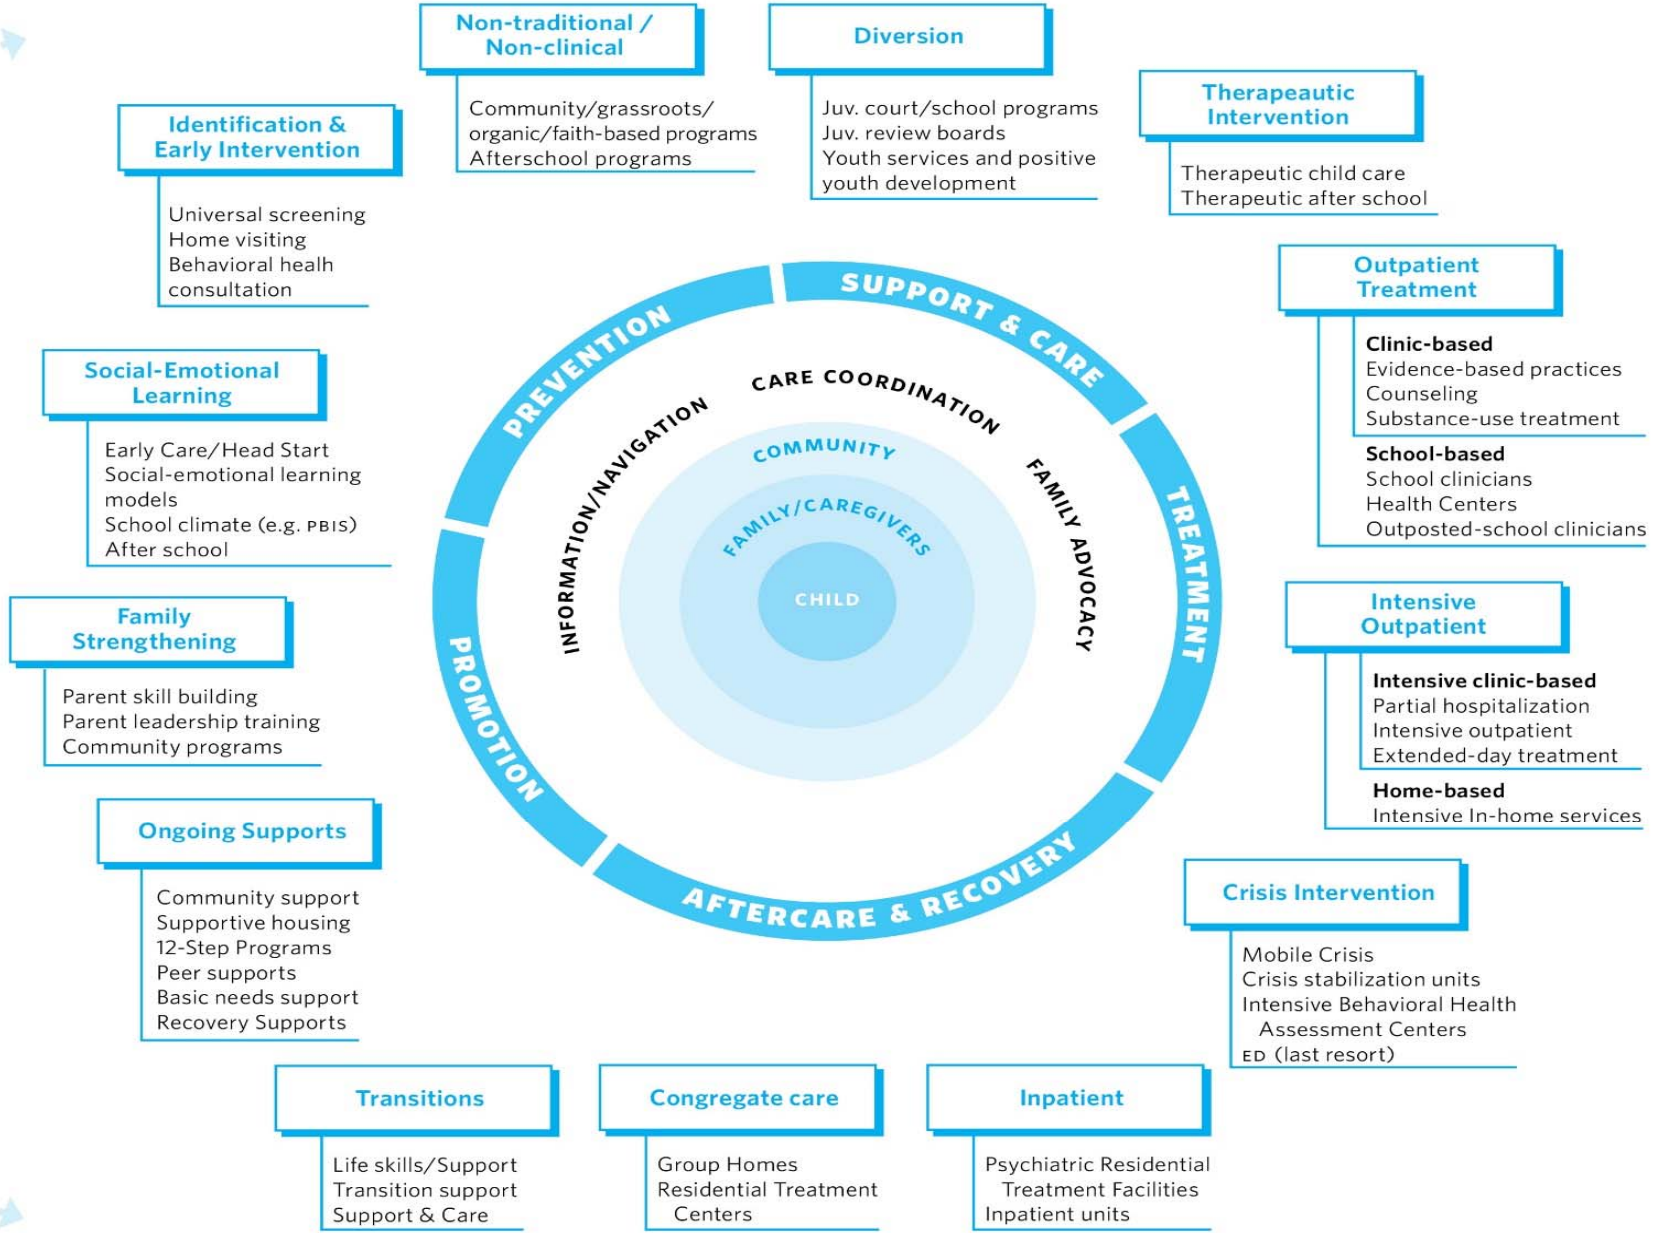 Non-traditional /
Non-clinical
Community/grassroots/
organic/faith-based programs
Afterschool programs
Diversion
Juv. court/school programs
Juv. review boards
Youth services and positive
youth development
Therapeautic
Intervention
Therapeutic child care
Therapeutic after school
Identification &
Early Intervention
Universal screening
Home visiting
Behavioral healh
consultation
Outpatient
Treatment
Clinic-based
Evidence-based practices
Counseling
Substance-use treatment
School-based
School clinicians
Health Centers
Outposted-school clinicians
Social-Emotional
Learning
Early Care/Head Start
Social-emotional learning
models
School climate (e.g. PBIS)
After school
PREVENTION
SUPPORT & CARE
TREATMENT
AFTERCARE & RECOVERY
PROMOTION
INFORMATION/NAVIGATION
CARE COORDINATION
FAMILY ADVOCACY
COMMUNITY
FAMILY/CAREGIVERS
CHILD
Family
Strengthening
Parent skill building
Parent leadership training
Community programs
Intensive
Outpatient
Intensive clinic-based
Partial hospitalization
Intensive outpatient
Extended-day treatment
Home-based
Intensive In-home services
Ongoing Supports
Community support
Supportive housing
12-Step Programs
Peer supports
Basic needs support
Recovery Supports
Crisis Intervention
Mobile Crisis
Crisis stabilization units
Intensive Behavioral Health
Assessment Centers
ED (last resort)
Transitions
Life skills/Support
Transition support
Support & Care
Congregate care
Group Homes
Residential Treatment
Centers
Inpatient
Psychiatric Residential
Treatment Facilities
Inpatient units